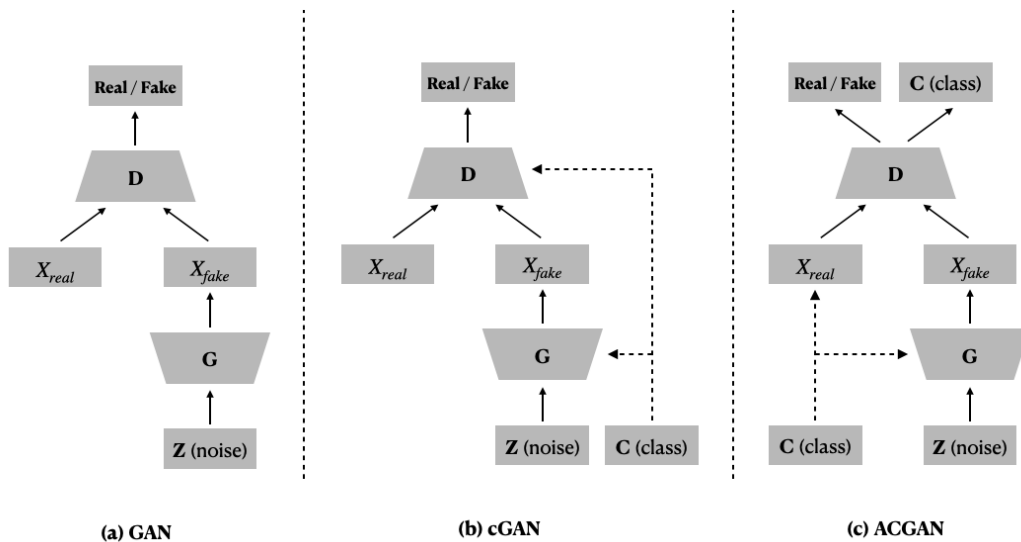 Real / Fake
D
X_real
X_fake
G
Z (noise)
(a) GAN
Real / Fake
D
X_real
X_fake
G
Z (noise)
C (class)
(b) cGAN
Real / Fake
C (class)
D
X_real
X_fake
G
C (class)
Z (noise)
(c) ACGAN